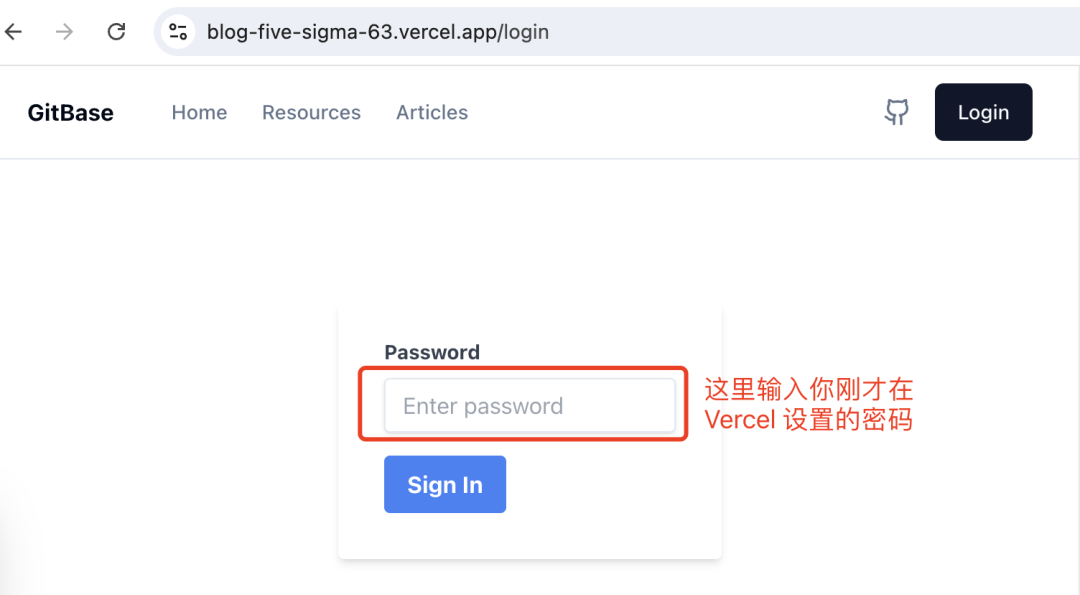 blog-five-sigma-63.vercel.app/login
GitBase Home Resources Articles Login
Password
Enter password
这里输入你刚才在
Vercel 设置的密码
Sign In